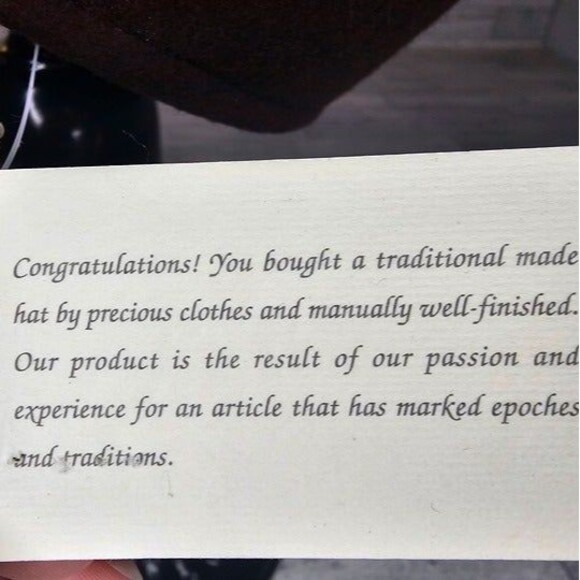 Congratulations! You bought a traditional made
hat by precious clothes and manually well-finished.
Our product is the result of our passion and
experience for an article that has marked epoches
and traditions.